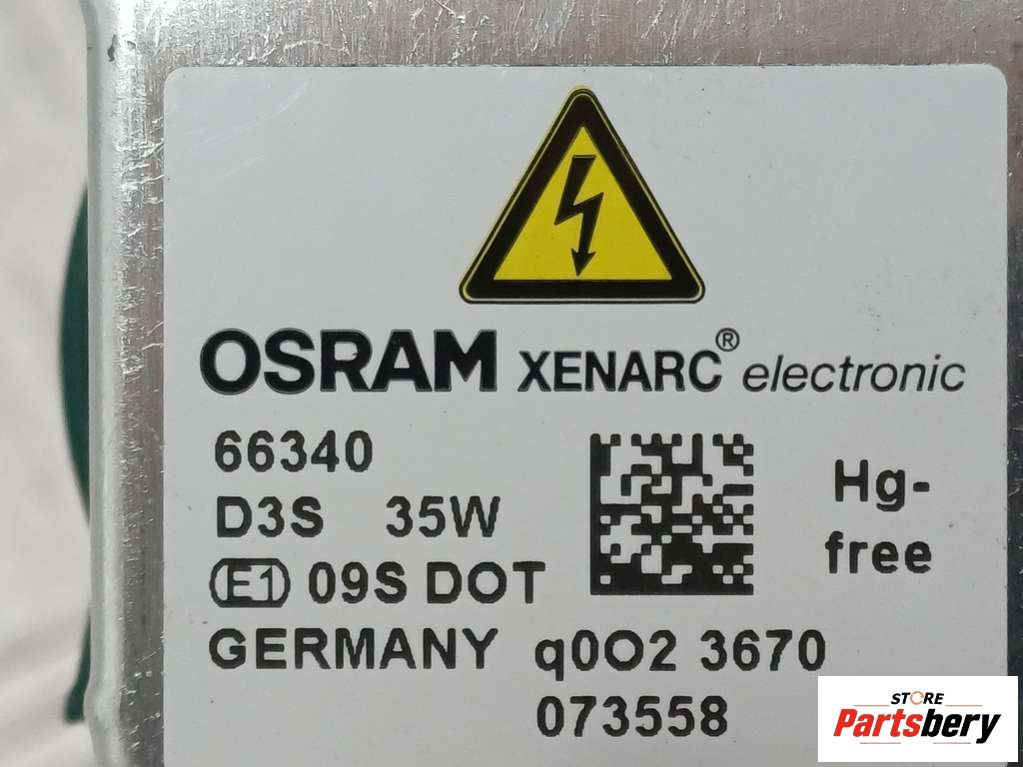 OSRAM XENARC® electronic
66340
D3S 35W
Hg-
free
E1 09S DOT
GERMANY q0O2 3670
073558
STORE
Partsbery